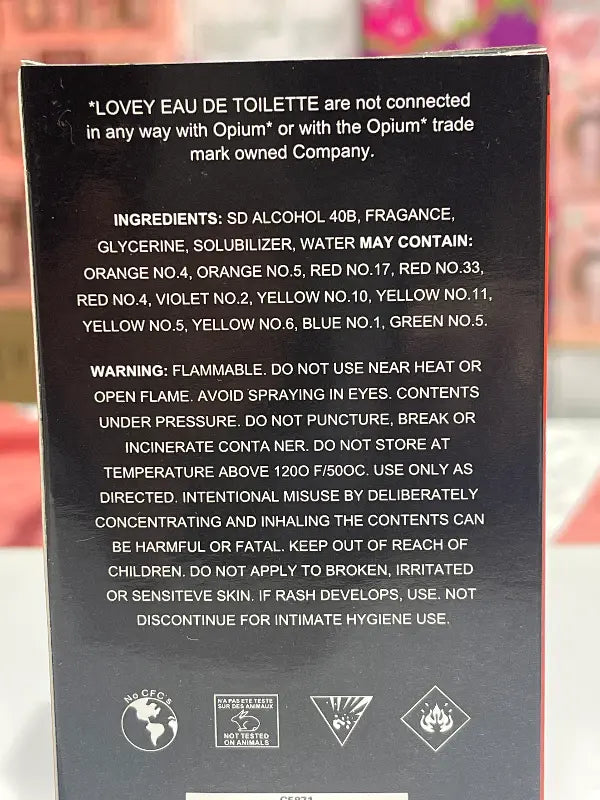 *LOVEY EAU DE TOILETTE are not connected
in any way with Opium* or with the Opium* trade
mark owned Company.
INGREDIENTS: SD ALCOHOL 40B, FRAGANCE,
GLYCERINE, SOLUBILIZER, WATER MAY CONTAIN:
ORANGE NO.4, ORANGE NO.5, RED NO.17, RED NO.33,
RED NO.4, VIOLET NO.2, YELLOW NO.10, YELLOW NO.11,
YELLOW NO.5, YELLOW NO.6, BLUE NO.1, GREEN NO.5.
WARNING: FLAMMABLE. DO NOT USE NEAR HEAT OR
OPEN FLAME. AVOID SPRAYING IN EYES. CONTENTS
UNDER PRESSURE. DO NOT PUNCTURE, BREAK OR
INCINERATE CONTA NER. DO NOT STORE AT
TEMPERATURE ABOVE 120O F/50OC. USE ONLY AS
DIRECTED. INTENTIONAL MISUSE BY DELIBERATELY
CONCENTRATING AND INHALING THE CONTENTS CAN
BE HARMFUL OR FATAL. KEEP OUT OF REACH OF
CHILDREN. DO NOT APPLY TO BROKEN, IRRITATED
OR SENSITEVE SKIN. IF RASH DEVELOPS, USE. NOT
DISCONTINUE FOR INTIMATE HYGIENE USE.
No CFC s
N'A PAS ETE TESTE
SUR DES ANIMAUX
NOT TESTED
ON ANIMALS